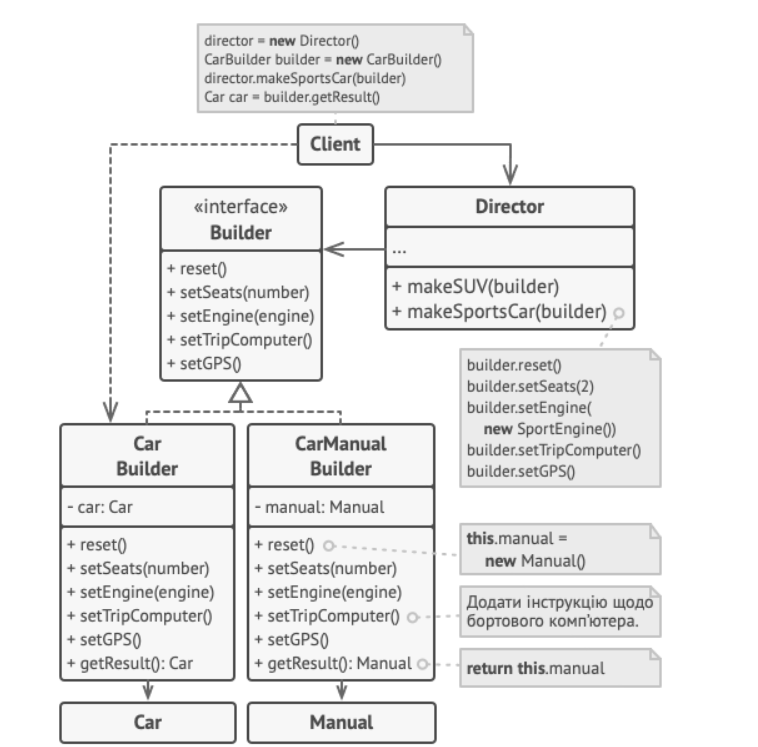 director = new Director()
CarBuilder builder = new CarBuilder()
director.makeSportsCar(builder)
Car car = builder.getResult()
Client
«interface»
Builder
+ reset()
+ setSeats(number)
+ setEngine(engine)
+ setTripComputer()
+ setGPS()
Director
...
+ makeSUV(builder)
+ makeSportsCar(builder)
builder.reset()
builder.setSeats(2)
builder.setEngine(
new SportEngine())
builder.setTripComputer()
builder.setGPS()
Car
Builder
- car: Car
+ reset()
+ setSeats(number)
+ setEngine(engine)
+ setTripComputer()
+ setGPS()
+ getResult(): Car
CarManual
Builder
- manual: Manual
+ reset()
+ setSeats(number)
+ setEngine(engine)
+ setTripComputer()
+ setGPS()
+ getResult(): Manual
this.manual =
new Manual()
Додати інструкцію щодо
бортового комп'ютера.
return this.manual
Car
Manual